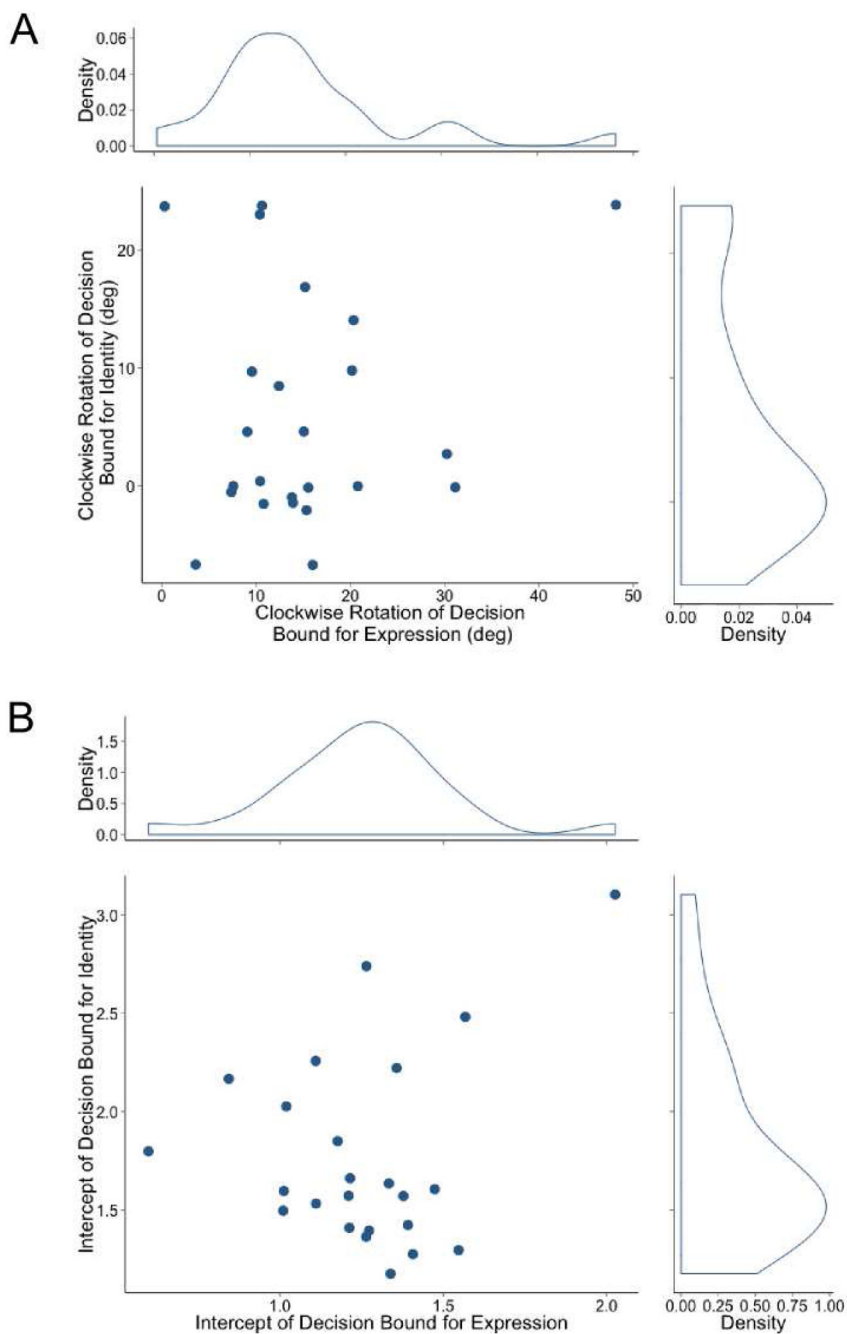 A
Density
0.06
0.04
0.02
0.00
Clockwise Rotation of Decision
Bound for Identity (deg)
20
10
0
0 10 20 30 40 50
Clockwise Rotation of Decision
Bound for Expression (deg)
0.00 0.02 0.04
Density
B
Density
1.5
1.0
0.5
0.0
Intercept of Decision Bound for Identity
3.0
2.5
2.0
1.5
1.0 1.5 2.0
Intercept of Decision Bound for Expression
0.00 0.25 0.50 0.75 1.00
Density